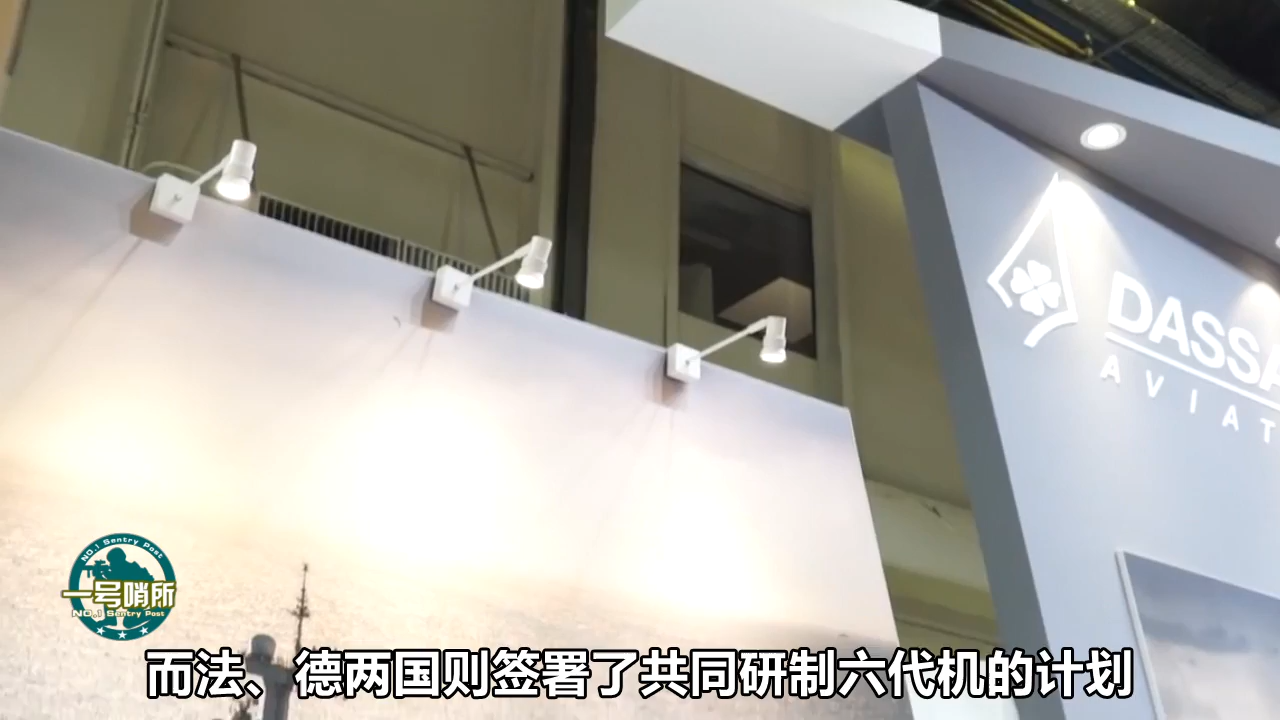 DASSA
AVIAT
NO.1 Sentry Post
一号哨所
NO.1 Sentry Post
而法、德两国则签署了共同研制六代机的计划